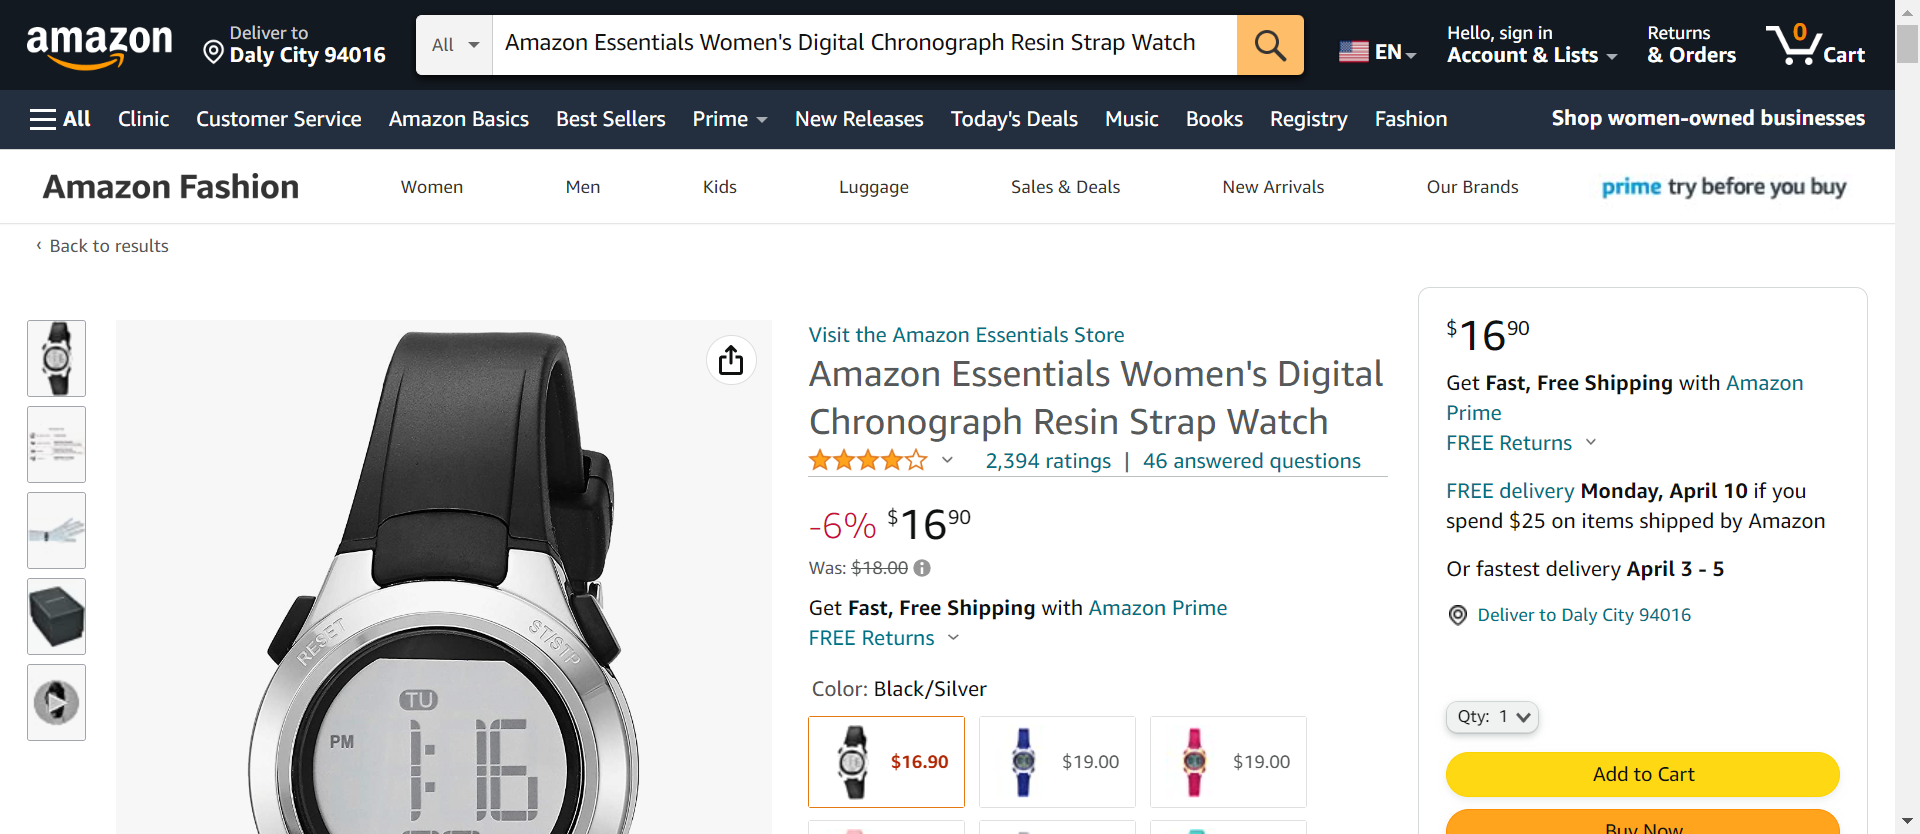 amazon
Deliver to
Daly City 94016
All
Amazon Essentials Women's Digital Chronograph Resin Strap Watch
EN
Hello, sign in
Account & Lists
Returns
& Orders
0
Cart
All
Clinic
Customer Service
Amazon Basics
Best Sellers
Prime
New Releases
Today's Deals
Music
Books
Registry
Fashion
Shop women-owned businesses
Amazon Fashion
Women
Men
Kids
Luggage
Sales & Deals
New Arrivals
Our Brands
prime try before you buy
‹ Back to results
RESET
ST/STP
TU
PM
1:16
Visit the Amazon Essentials Store
Amazon Essentials Women's Digital
Chronograph Resin Strap Watch
2,394 ratings | 46 answered questions
-6% $16 90
Was: $18.00
Get Fast, Free Shipping with Amazon Prime
FREE Returns
Color: Black/Silver
$16.90
$19.00
$19.00
$16 90
Get Fast, Free Shipping with Amazon
Prime
FREE Returns
FREE delivery Monday, April 10 if you
spend $25 on items shipped by Amazon
Or fastest delivery April 3 - 5
Deliver to Daly City 94016
Qty: 1
Add to Cart
Buy Now